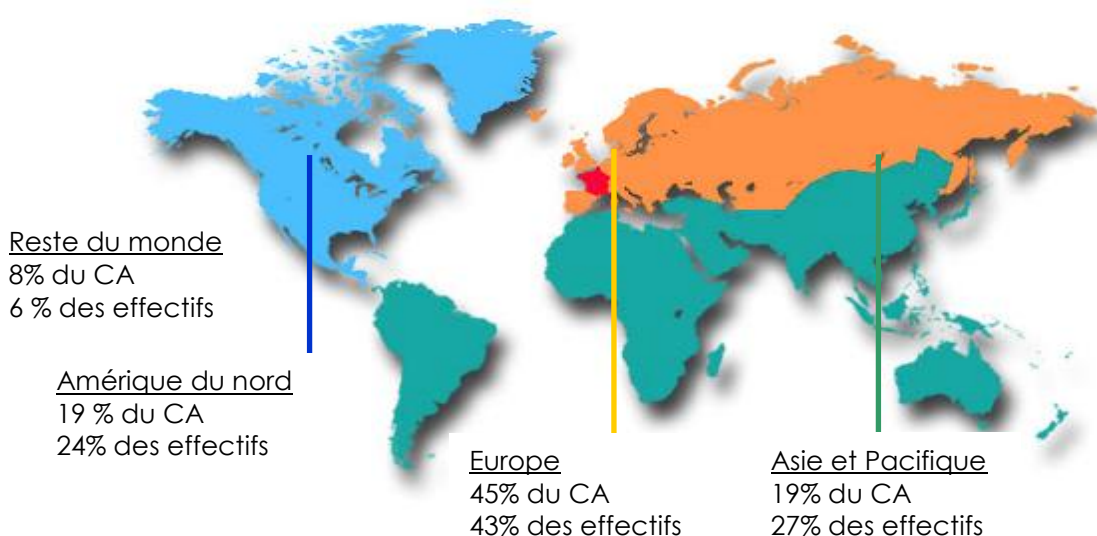 Reste du monde
8% du CA
6 % des effectifs
Amérique du nord
19 % du CA
24% des effectifs
Europe
45% du CA
43% des effectifs
Asie et Pacifique
19% du CA
27% des effectifs